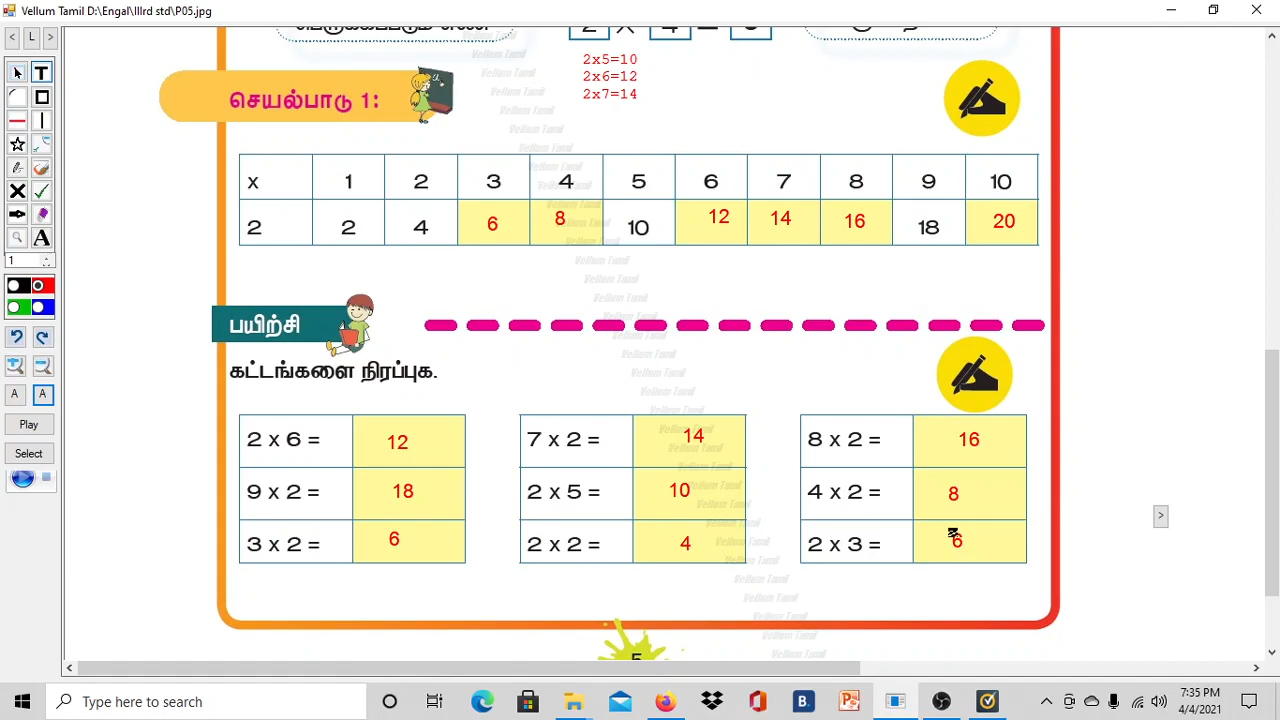 Vellum Tamil D:\Engal\IIIrd std\P05.jpg
2x5=10
2x6=12
2x7=14
செயல்பாடு 1:
x 1 2 3 4 5 6 7 8 9 10
2 2 4 6 8 10 12 14 16 18 20
பயிற்சி
கட்டங்களை நிரப்புக.
2 x 6 = 12 7 x 2 = 14 8 x 2 = 16
9 x 2 = 18 2 x 5 = 10 4 x 2 = 8
3 x 2 = 6 2 x 2 = 4 2 x 3 = 6
Vellum Tamil
1
Play
Select
Type here to search
7:35 PM
4/4/2021